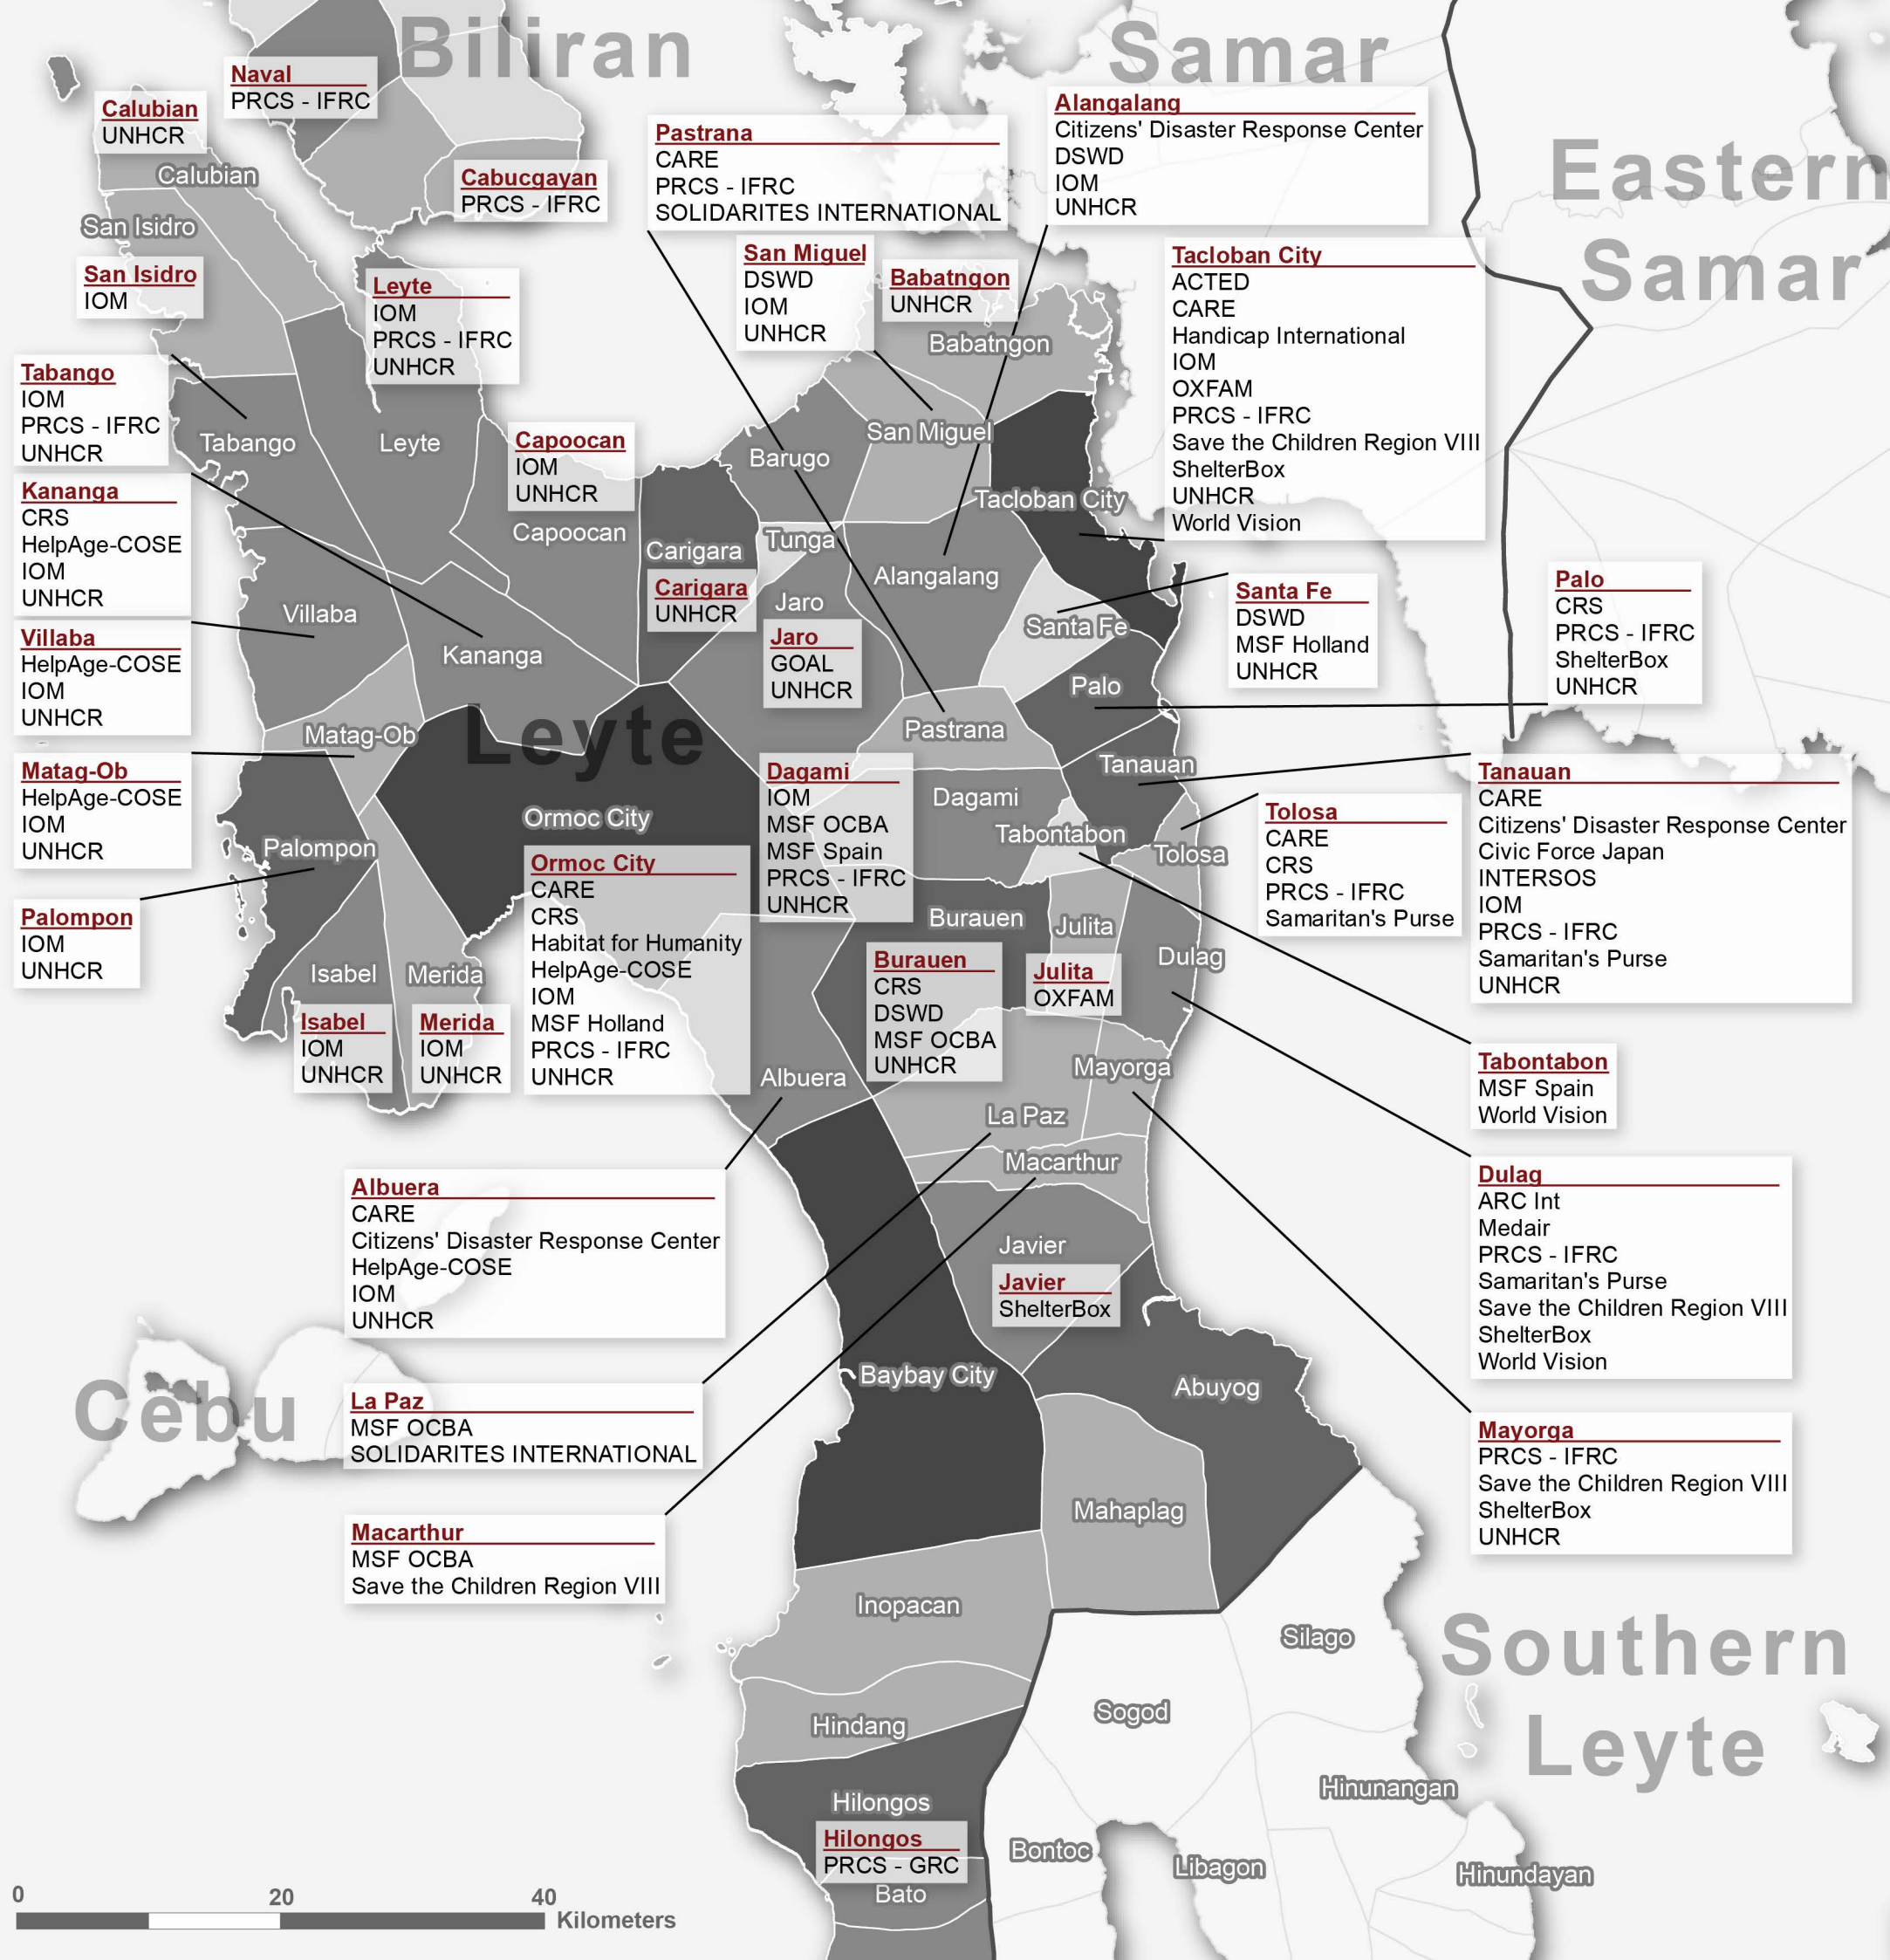 Biliran
Samar
Eastern
Samar
Naval
PRCS - IFRC
Calubian
UNHCR
Calubian
Cabucgayan
PRCS - IFRC
San Isidro
San Isidro
IOM
Leyte
IOM
PRCS - IFRC
UNHCR
Pastrana
CARE
PRCS - IFRC
SOLIDARITES INTERNATIONAL
Alangalang
Citizens' Disaster Response Center
DSWD
IOM
UNHCR
San Miguel
DSWD
IOM
UNHCR
Babatngon
UNHCR
Babatngon
Tacloban City
ACTED
CARE
Handicap International
IOM
OXFAM
PRCS - IFRC
Save the Children Region VIII
ShelterBox
UNHCR
World Vision
Tabango
IOM
PRCS - IFRC
UNHCR
Tabango
Leyte
Capoocan
IOM
UNHCR
Capoocan
Barugo
San Miguel
Tacloban City
Kananga
CRS
HelpAge-COSE
IOM
UNHCR
Carigara
Carigara
UNHCR
Tunga
Alangalang
Jaro
Jaro
GOAL
UNHCR
Santa Fe
Santa Fe
DSWD
MSF Holland
UNHCR
Palo
CRS
PRCS - IFRC
ShelterBox
UNHCR
Villaba
Villaba
HelpAge-COSE
IOM
UNHCR
Kananga
Palo
Leyte
Matag-Ob
Pastrana
Matag-Ob
HelpAge-COSE
IOM
UNHCR
Tanauan
Tanauan
CARE
Citizens' Disaster Response Center
Civic Force Japan
INTERSOS
IOM
PRCS - IFRC
Samaritan's Purse
UNHCR
Dagami
IOM
MSF OCBA
MSF Spain
PRCS - IFRC
UNHCR
Dagami
Tabontabon
Tolosa
Tolosa
CARE
CRS
PRCS - IFRC
Samaritan's Purse
Ormoc City
Ormoc City
CARE
CRS
Habitat for Humanity
HelpAge-COSE
IOM
MSF Holland
PRCS - IFRC
UNHCR
Palompon
Palompon
IOM
UNHCR
Burauen
Burauen
CRS
DSWD
MSF OCBA
UNHCR
Julita
Julita
OXFAM
Dulag
Isabel
Isabel
IOM
UNHCR
Merida
Merida
IOM
UNHCR
Albuera
Mayorga
La Paz
Macarthur
Tabontabon
MSF Spain
World Vision
Albuera
CARE
Citizens' Disaster Response Center
HelpAge-COSE
IOM
UNHCR
Dulag
ARC Int
Medair
PRCS - IFRC
Samaritan's Purse
Save the Children Region VIII
ShelterBox
World Vision
Javier
Javier
ShelterBox
Baybay City
Abuyog
Cebu
La Paz
MSF OCBA
SOLIDARITES INTERNATIONAL
Mayorga
PRCS - IFRC
Save the Children Region VIII
ShelterBox
UNHCR
Macarthur
MSF OCBA
Save the Children Region VIII
Mahaplag
Inopacan
Silago
Southern
Leyte
Hindang
Sogod
Hinunangan
Hilongos
Hilongos
PRCS - GRC
Bato
Bontoc
Libagon
Hinundayan
0 20 40
Kilometers